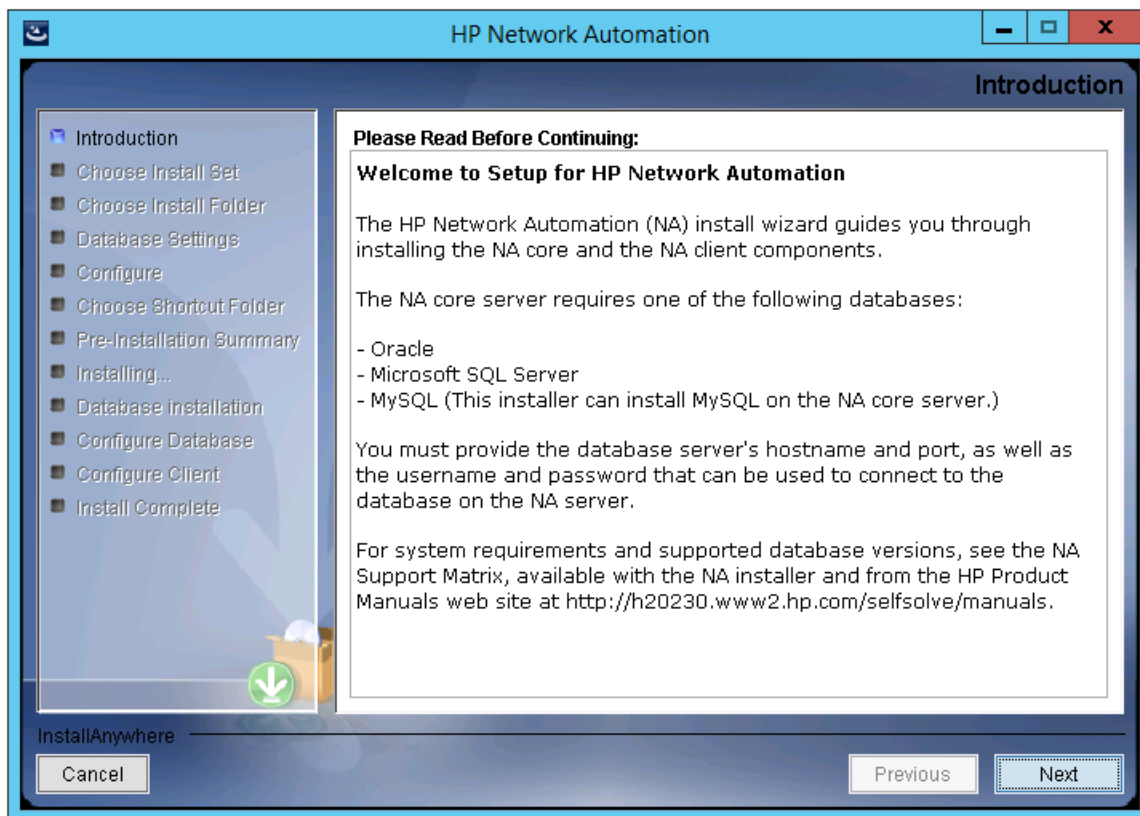 HP Network Automation
Introduction
Introduction
Choose Install Set
Choose Install Folder
Database Settings
Configure
Choose Shortcut Folder
Pre-Installation Summary
Installing...
Database installation
Configure Database
Configure Client
Install Complete
Please Read Before Continuing:
Welcome to Setup for HP Network Automation
The HP Network Automation (NA) install wizard guides you through
installing the NA core and the NA client components.
The NA core server requires one of the following databases:
- Oracle
- Microsoft SQL Server
- MySQL (This installer can install MySQL on the NA core server.)
You must provide the database server's hostname and port, as well as
the username and password that can be used to connect to the
database on the NA server.
For system requirements and supported database versions, see the NA
Support Matrix, available with the NA installer and from the HP Product
Manuals web site at http://h20230.www2.hp.com/selfsolve/manuals.
InstallAnywhere
Cancel
Previous
Next